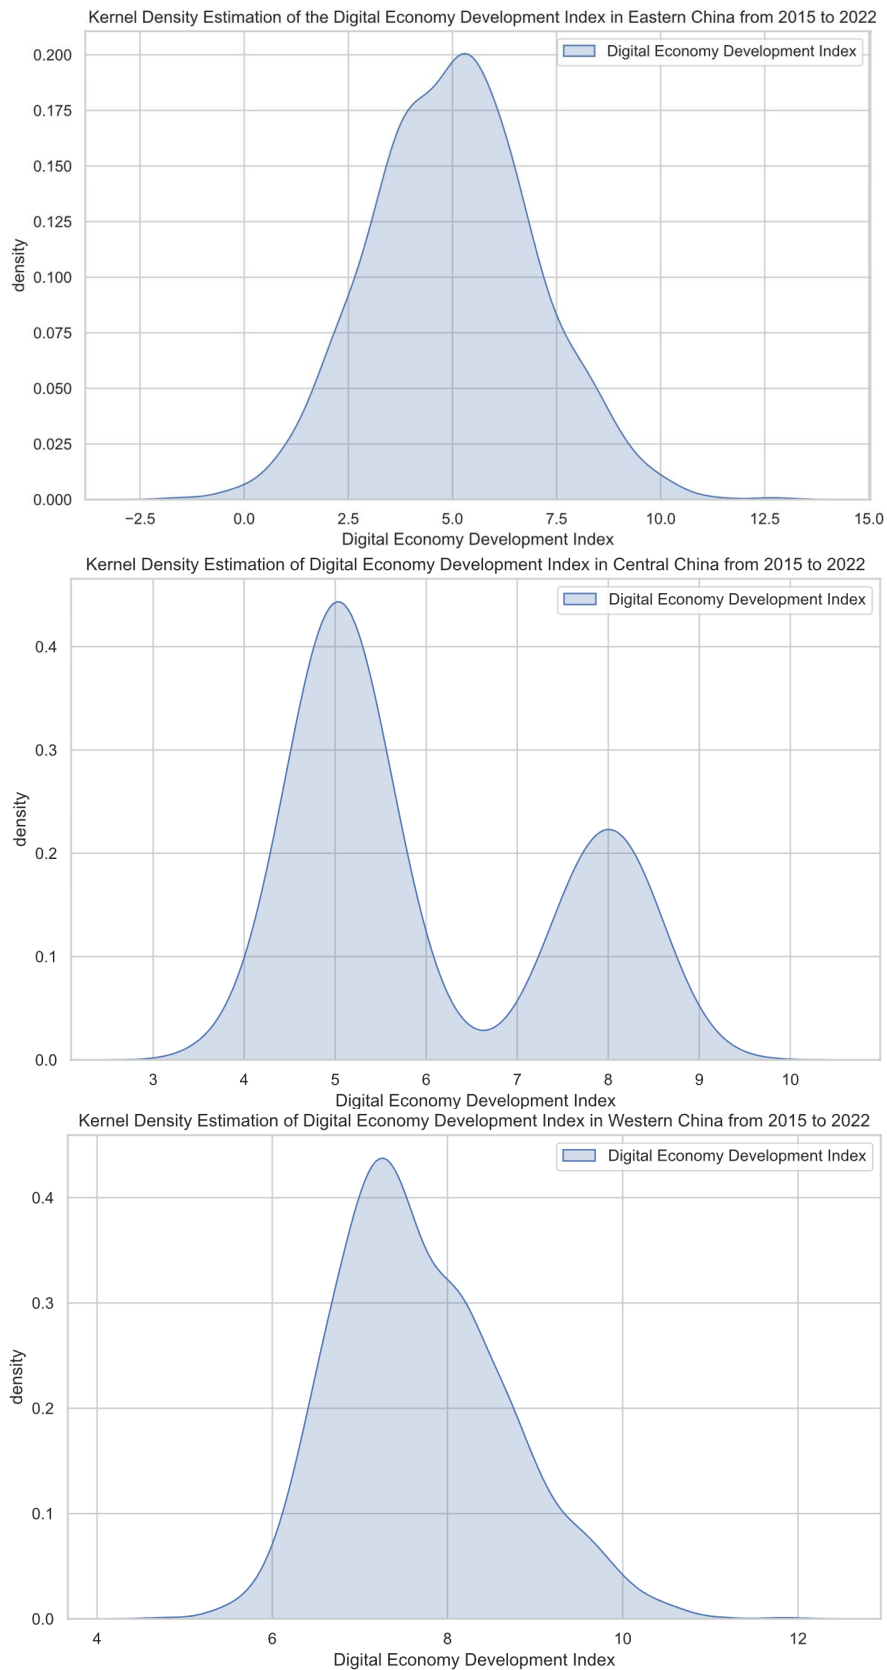 Kernel Density Estimation of the Digital Economy Development Index in Eastern China from 2015 to 2022
Digital Economy Development Index
0.200
0.175
0.150
0.125
0.100
0.075
0.050
0.025
0.000
density
−2.5 0.0 2.5 5.0 7.5 10.0 12.5 15.0
Digital Economy Development Index
Kernel Density Estimation of Digital Economy Development Index in Central China from 2015 to 2022
Digital Economy Development Index
0.4
0.3
0.2
0.1
0.0
density
3 4 5 6 7 8 9 10
Digital Economy Development Index
Kernel Density Estimation of Digital Economy Development Index in Western China from 2015 to 2022
Digital Economy Development Index
0.4
0.3
0.2
0.1
0.0
density
4 6 8 10 12
Digital Economy Development Index